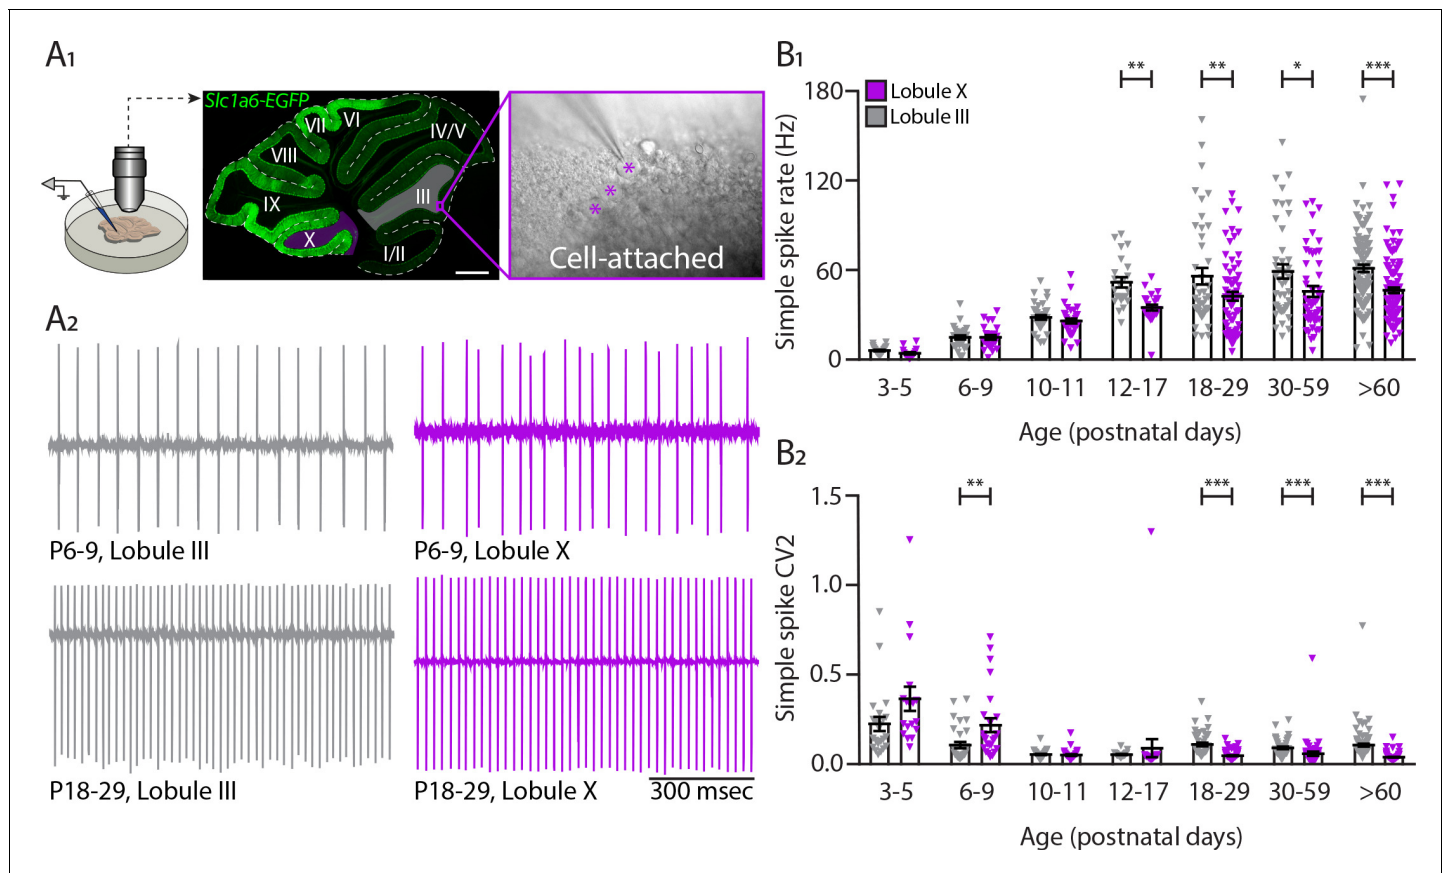 A1
Slc1a6-EGFP
VII
VI
IV/V
VIII
III
IX
X
I/II
*
*
*
Cell-attached
A2
P6-9, Lobule III
P6-9, Lobule X
P18-29, Lobule III
P18-29, Lobule X
300 msec
B1
** ** * ***
Lobule X
Lobule III
Simple spike rate (Hz)
180
120
60
0
3-5 6-9 10-11 12-17 18-29 30-59 >60
Age (postnatal days)
B2
** *** *** ***
Simple spike CV2
1.5
1.0
0.5
0.0
3-5 6-9 10-11 12-17 18-29 30-59 >60
Age (postnatal days)